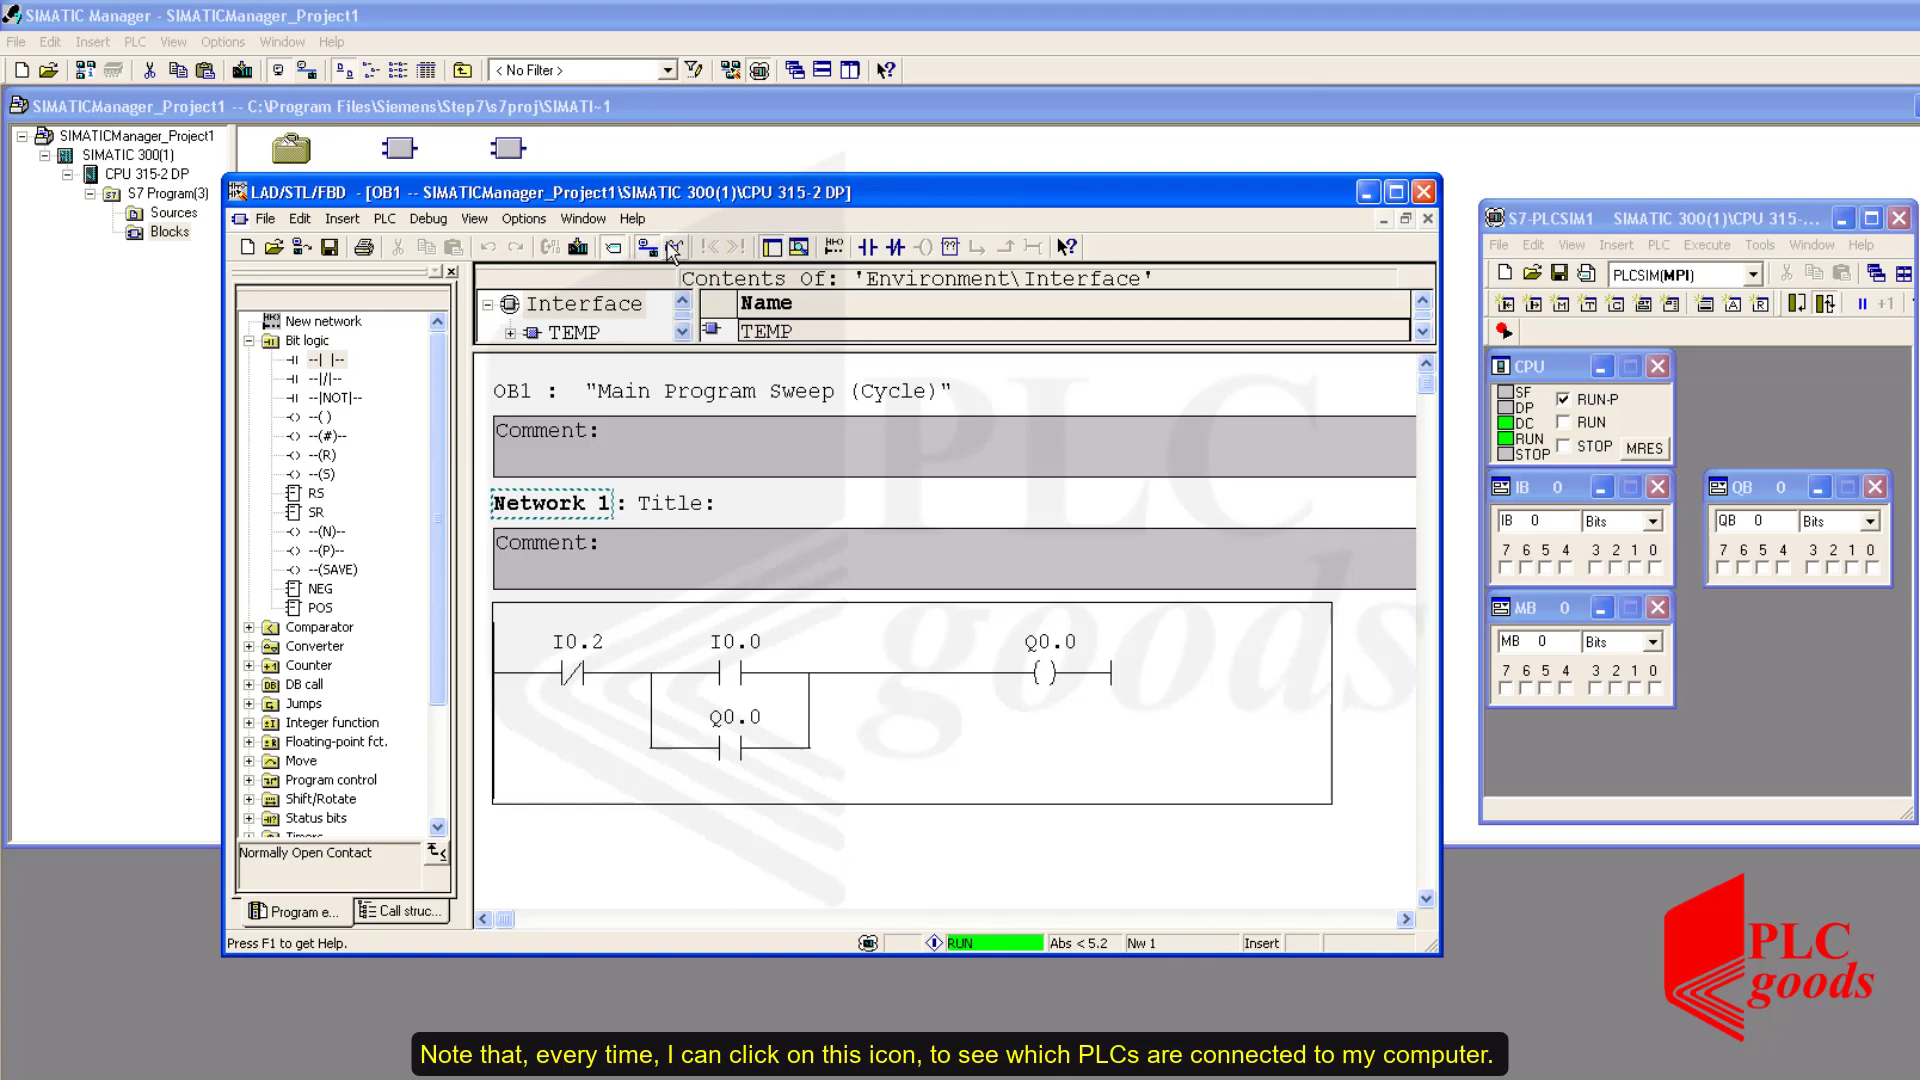 SIMATIC Manager - SIMATICManager_Project1
File Edit Insert PLC View Options Window Help
< No Filter >
SIMATICManager_Project1 -- C:\Program Files\Siemens\Step7\s7proj\SIMATI~1
SIMATICManager_Project1
SIMATIC 300(1)
CPU 315-2 DP
S7 Program(3)
Sources
Blocks
LAD/STL/FBD - [OB1 -- SIMATICManager_Project1\SIMATIC 300(1)\CPU 315-2 DP]
File Edit Insert PLC Debug View Options Window Help
Contents Of: 'Environment\Interface'
Interface
TEMP
Name
TEMP
New network
Bit logic
--| |--
--|/|--
--|NOT|--
--( )
--(#)--
--(R)
--(S)
RS
SR
--(N)--
--(P)--
--(SAVE)
NEG
POS
Comparator
Converter
Counter
DB call
Jumps
Integer function
Floating-point fct.
Move
Program control
Shift/Rotate
Status bits
Timers
Normally Open Contact
Program e...
Call struc...
OB1 : "Main Program Sweep (Cycle)"
Comment:
Network 1: Title:
Comment:
I0.2 I0.0 Q0.0
Q0.0
Press F1 to get Help.
RUN
Abs < 5.2
Nw 1
Insert
S7-PLCSIM1 SIMATIC 300(1)\CPU 315-...
File Edit View Insert PLC Execute Tools Window Help
PLCSIM(MPI)
+1
CPU
SF
DP
DC
RUN
STOP
RUN-P
RUN
STOP
MRES
IB 0
IB 0 Bits
7 6 5 4 3 2 1 0
QB 0
QB 0 Bits
7 6 5 4 3 2 1 0
MB 0
MB 0 Bits
7 6 5 4 3 2 1 0
PLC
goods
PLC
goods
Note that, every time, I can click on this icon, to see which PLCs are connected to my computer.